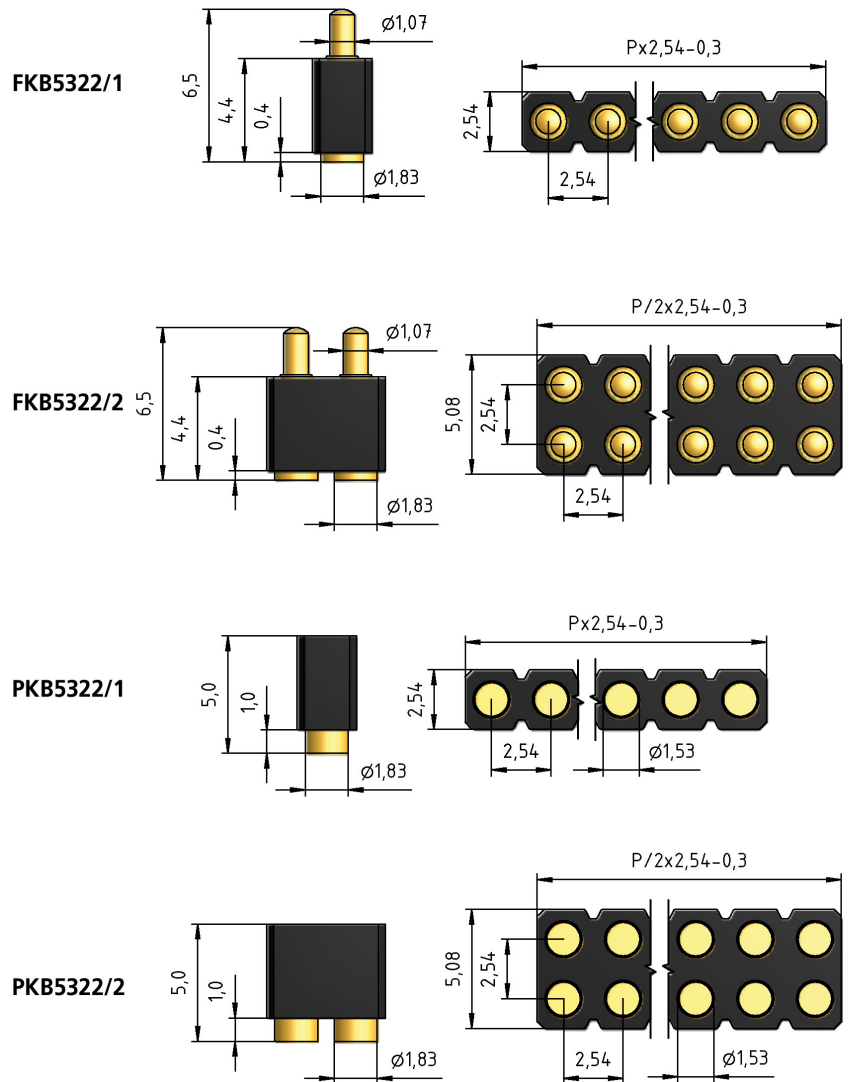 FKB5322/1
6,5
4,4
0,4
Ø1,07
Ø1,83
Px2,54-0,3
2,54
2,54
FKB5322/2
6,5
4,4
0,4
Ø1,07
Ø1,83
P/2x2,54-0,3
5,08
2,54
2,54
PKB5322/1
5,0
1,0
Ø1,83
Px2,54-0,3
2,54
2,54
Ø1,53
PKB5322/2
5,0
1,0
Ø1,83
P/2x2,54-0,3
5,08
2,54
2,54
Ø1,53